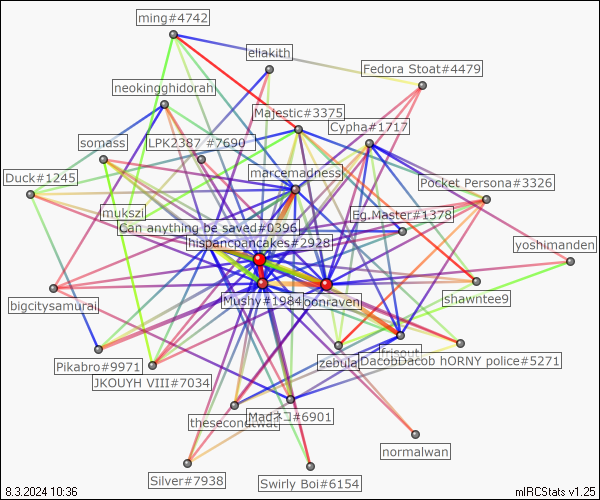 ming#4742
eliakith
Fedora Stoat#4479
neokingghidorah
Majestic#3375
Cypha#1717
somass
LPK2387 #7690
Duck#1245
marcemadness
Pocket Persona#3326
mukszi
Eg.Master#1378
Can anything be saved#0396
hispancpancakes#2928
yoshimanden
bigcitysamurai
Mushy#1984
oonraven
shawntee9
Pikabro#9971
zebula
frisout
DacobDacob hORNY police#5271
JKOUYH VIII#7034
thesecondtwat
Madネコ#6901
normalwan
Silver#7938
Swirly Boi#6154
8.3.2024 10:36
mIRCStats v1.25